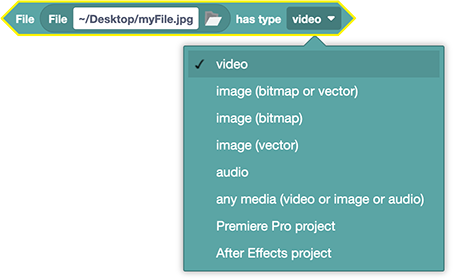 File File ~/Desktop/myFile.jpg has type video
✓ video
image (bitmap or vector)
image (bitmap)
image (vector)
audio
any media (video or image or audio)
Premiere Pro project
After Effects project